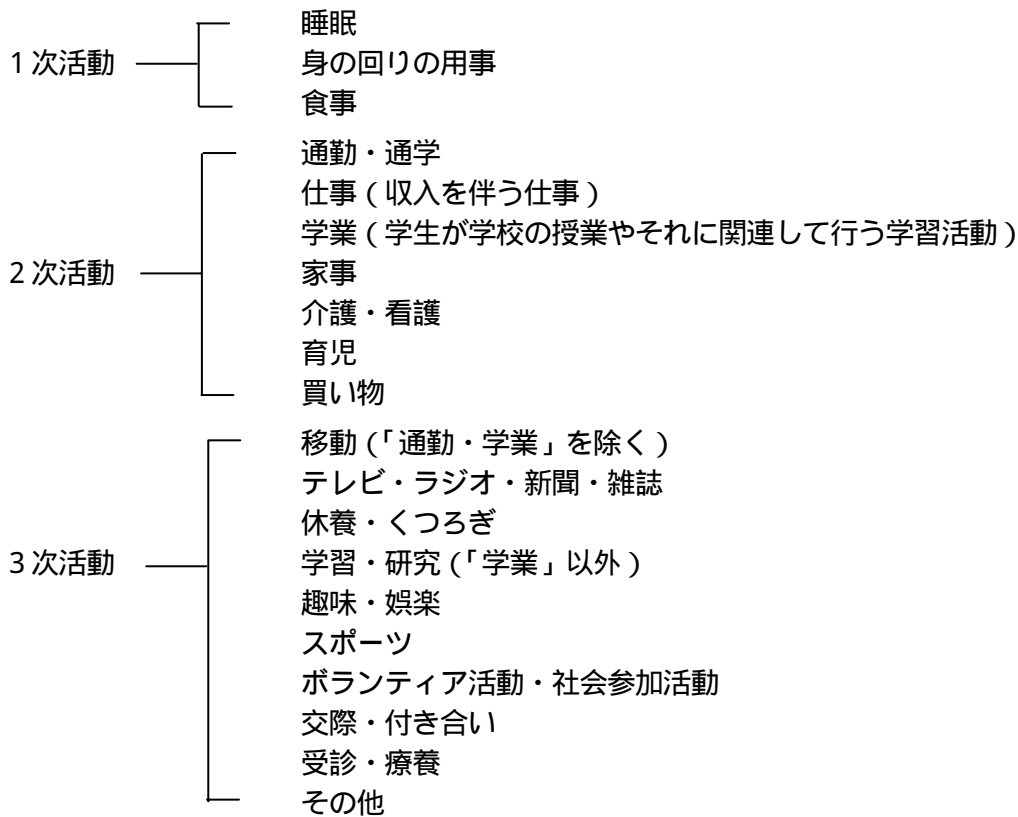 睡眠
1 次活動 身の回りの用事
食事
通勤・通学
仕事 ( 収入を伴う仕事 )
学業 ( 学生が学校の授業やそれに関連して行う学習活動 )
2 次活動 家事
介護・看護
育児
買い物
移動 (「通勤・学業」を除く )
テレビ・ラジオ・新聞・雑誌
休養・くつろぎ
3 次活動 学習・研究 (「学業」以外 )
趣味・娯楽
スポーツ
ボランティア活動・社会参加活動
交際・付き合い
受診・療養
その他